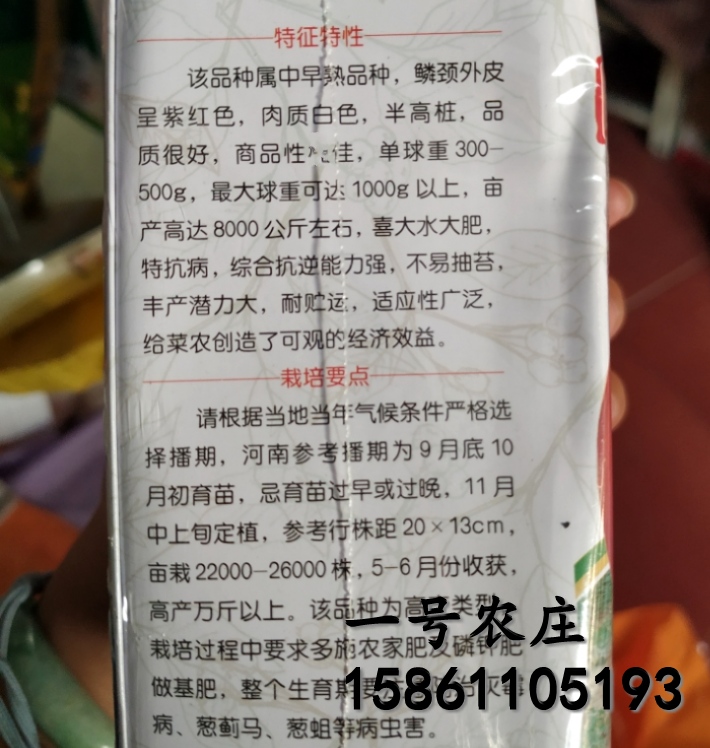 特征特性
该品种属中早熟品种，鳞颈外皮
呈紫红色，肉质白色，半高桩，品
质很好，商品性佳，单球重300-
500g，最大球重可达1000g以上，亩
产高达8000公斤左右，喜大水大肥，
特抗病，综合抗逆能力强，不易抽苔，
丰产潜力大，耐贮运，适应性广泛，
给菜农创造了可观的经济效益。
栽培要点
请根据当地当年气候条件严格选
择播期，河南参考播期为9月底10
月初育苗，忌育苗过早或过晚，11月
中上旬定植，参考行株距20×13cm，
亩栽22000-26000株，5-6月份收获，
高产万斤以上。该品种为高类型
栽培过程中要求多施农家肥及磷钾肥
做基肥，整个生育期
病、葱蓟马、葱蛆等病虫害。
一号农庄
15861105193